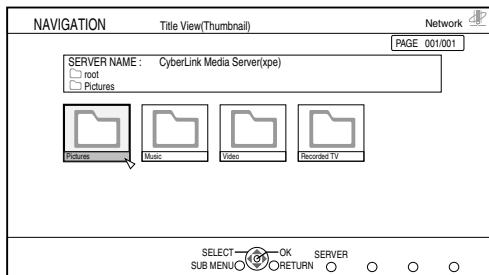 NAVIGATION Title View(Thumbnail) Network
PAGE 001/001
SERVER NAME : CyberLink Media Server(xpe)
root
Pictures
Pictures Music Video Recorded TV
SELECT OK SERVER
SUB MENU RETURN